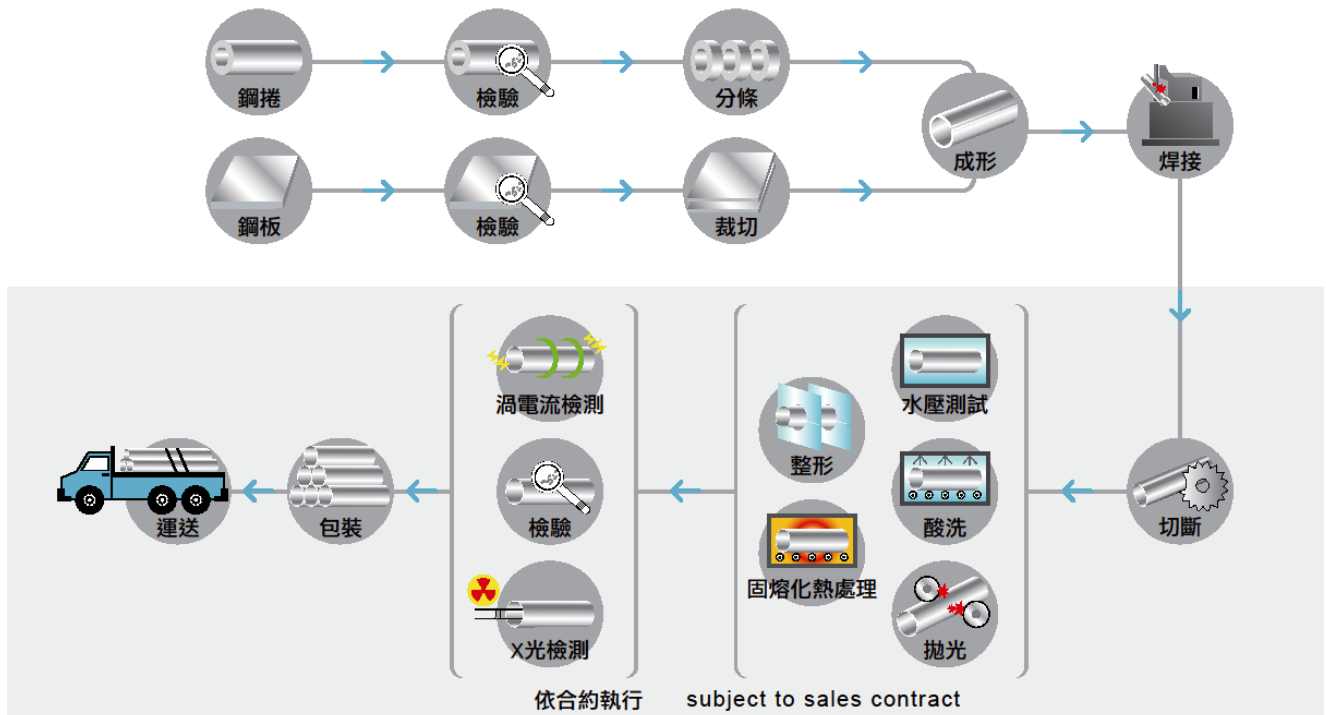 鋼捲
檢驗
分條
成形
焊接
鋼板
檢驗
裁切
渦電流檢測
水壓測試
整形
運送
包裝
檢驗
酸洗
切斷
固熔化熱處理
X光檢測
拋光
依合約執行 subject to sales contract